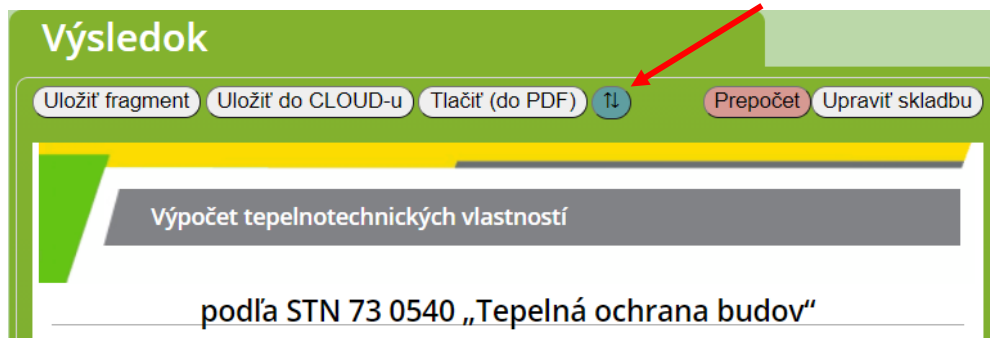 Výsledok
Uložiť fragment Uložiť do CLOUD-u Tlačiť (do PDF) ⇅ Prepočet Upraviť skladbu
Výpočet tepelnotechnických vlastností
podľa STN 73 0540 „Tepelná ochrana budov“